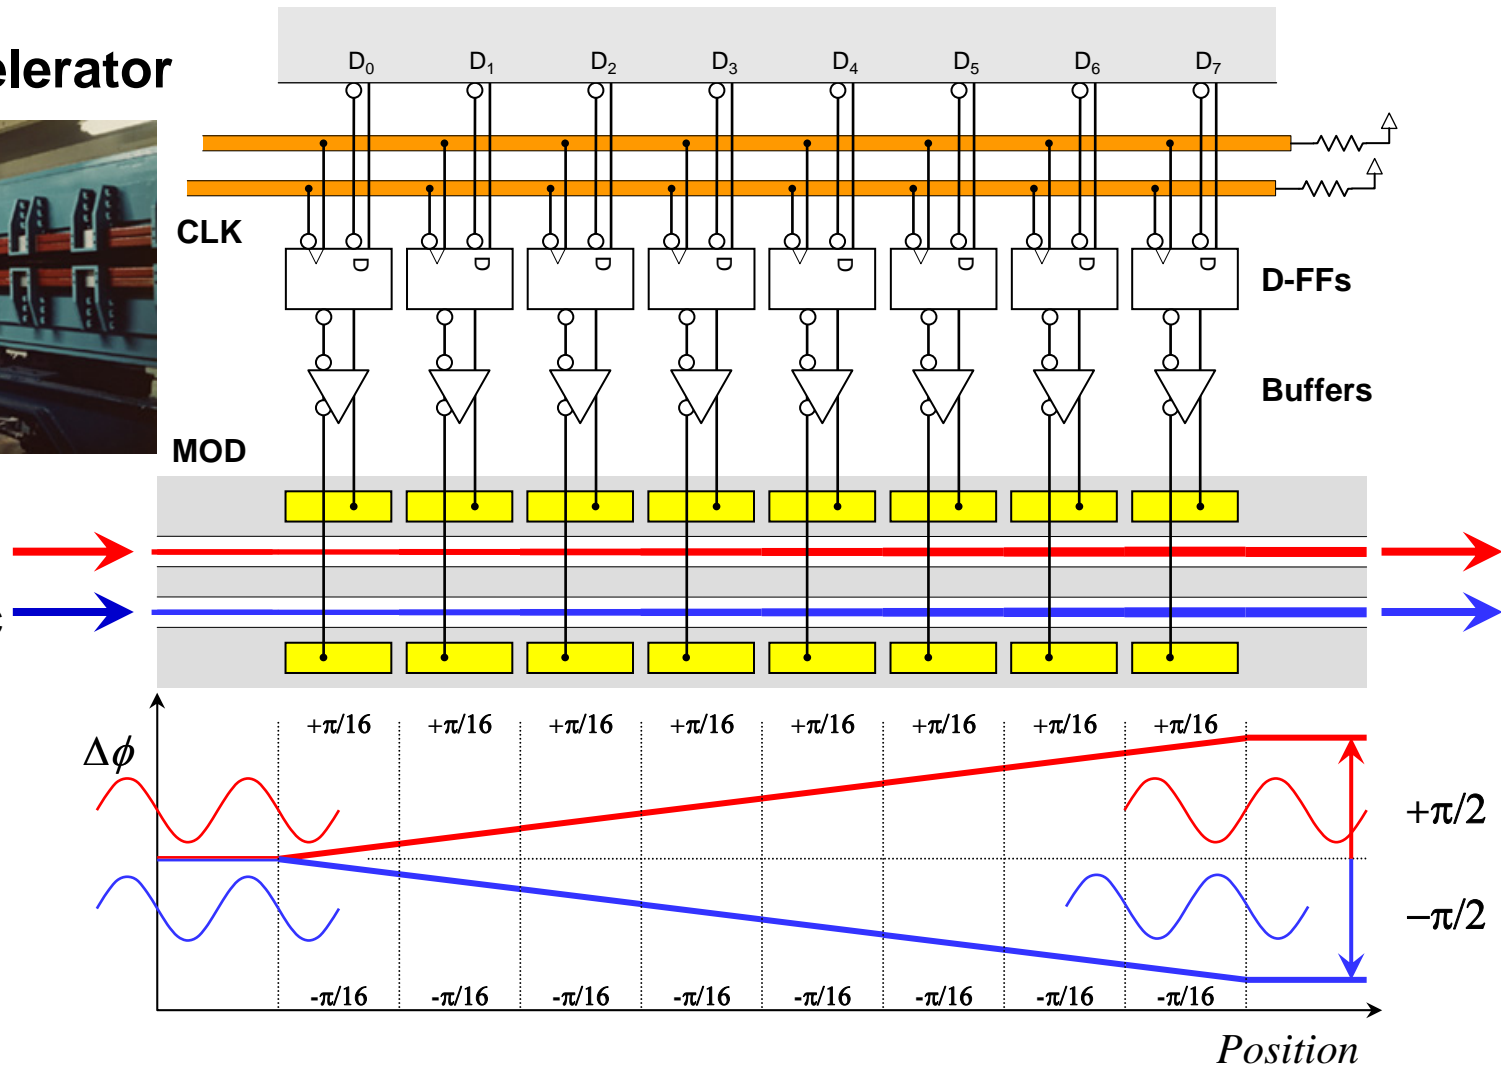 D0 D1 D2 D3 D4 D5 D6 D7
elerator
CLK
D D D D D D D D
D-FFs
Buffers
MOD
+π/16 +π/16 +π/16 +π/16 +π/16 +π/16 +π/16 +π/16
Δϕ
+π/2
−π/2
-π/16 -π/16 -π/16 -π/16 -π/16 -π/16 -π/16 -π/16
Position